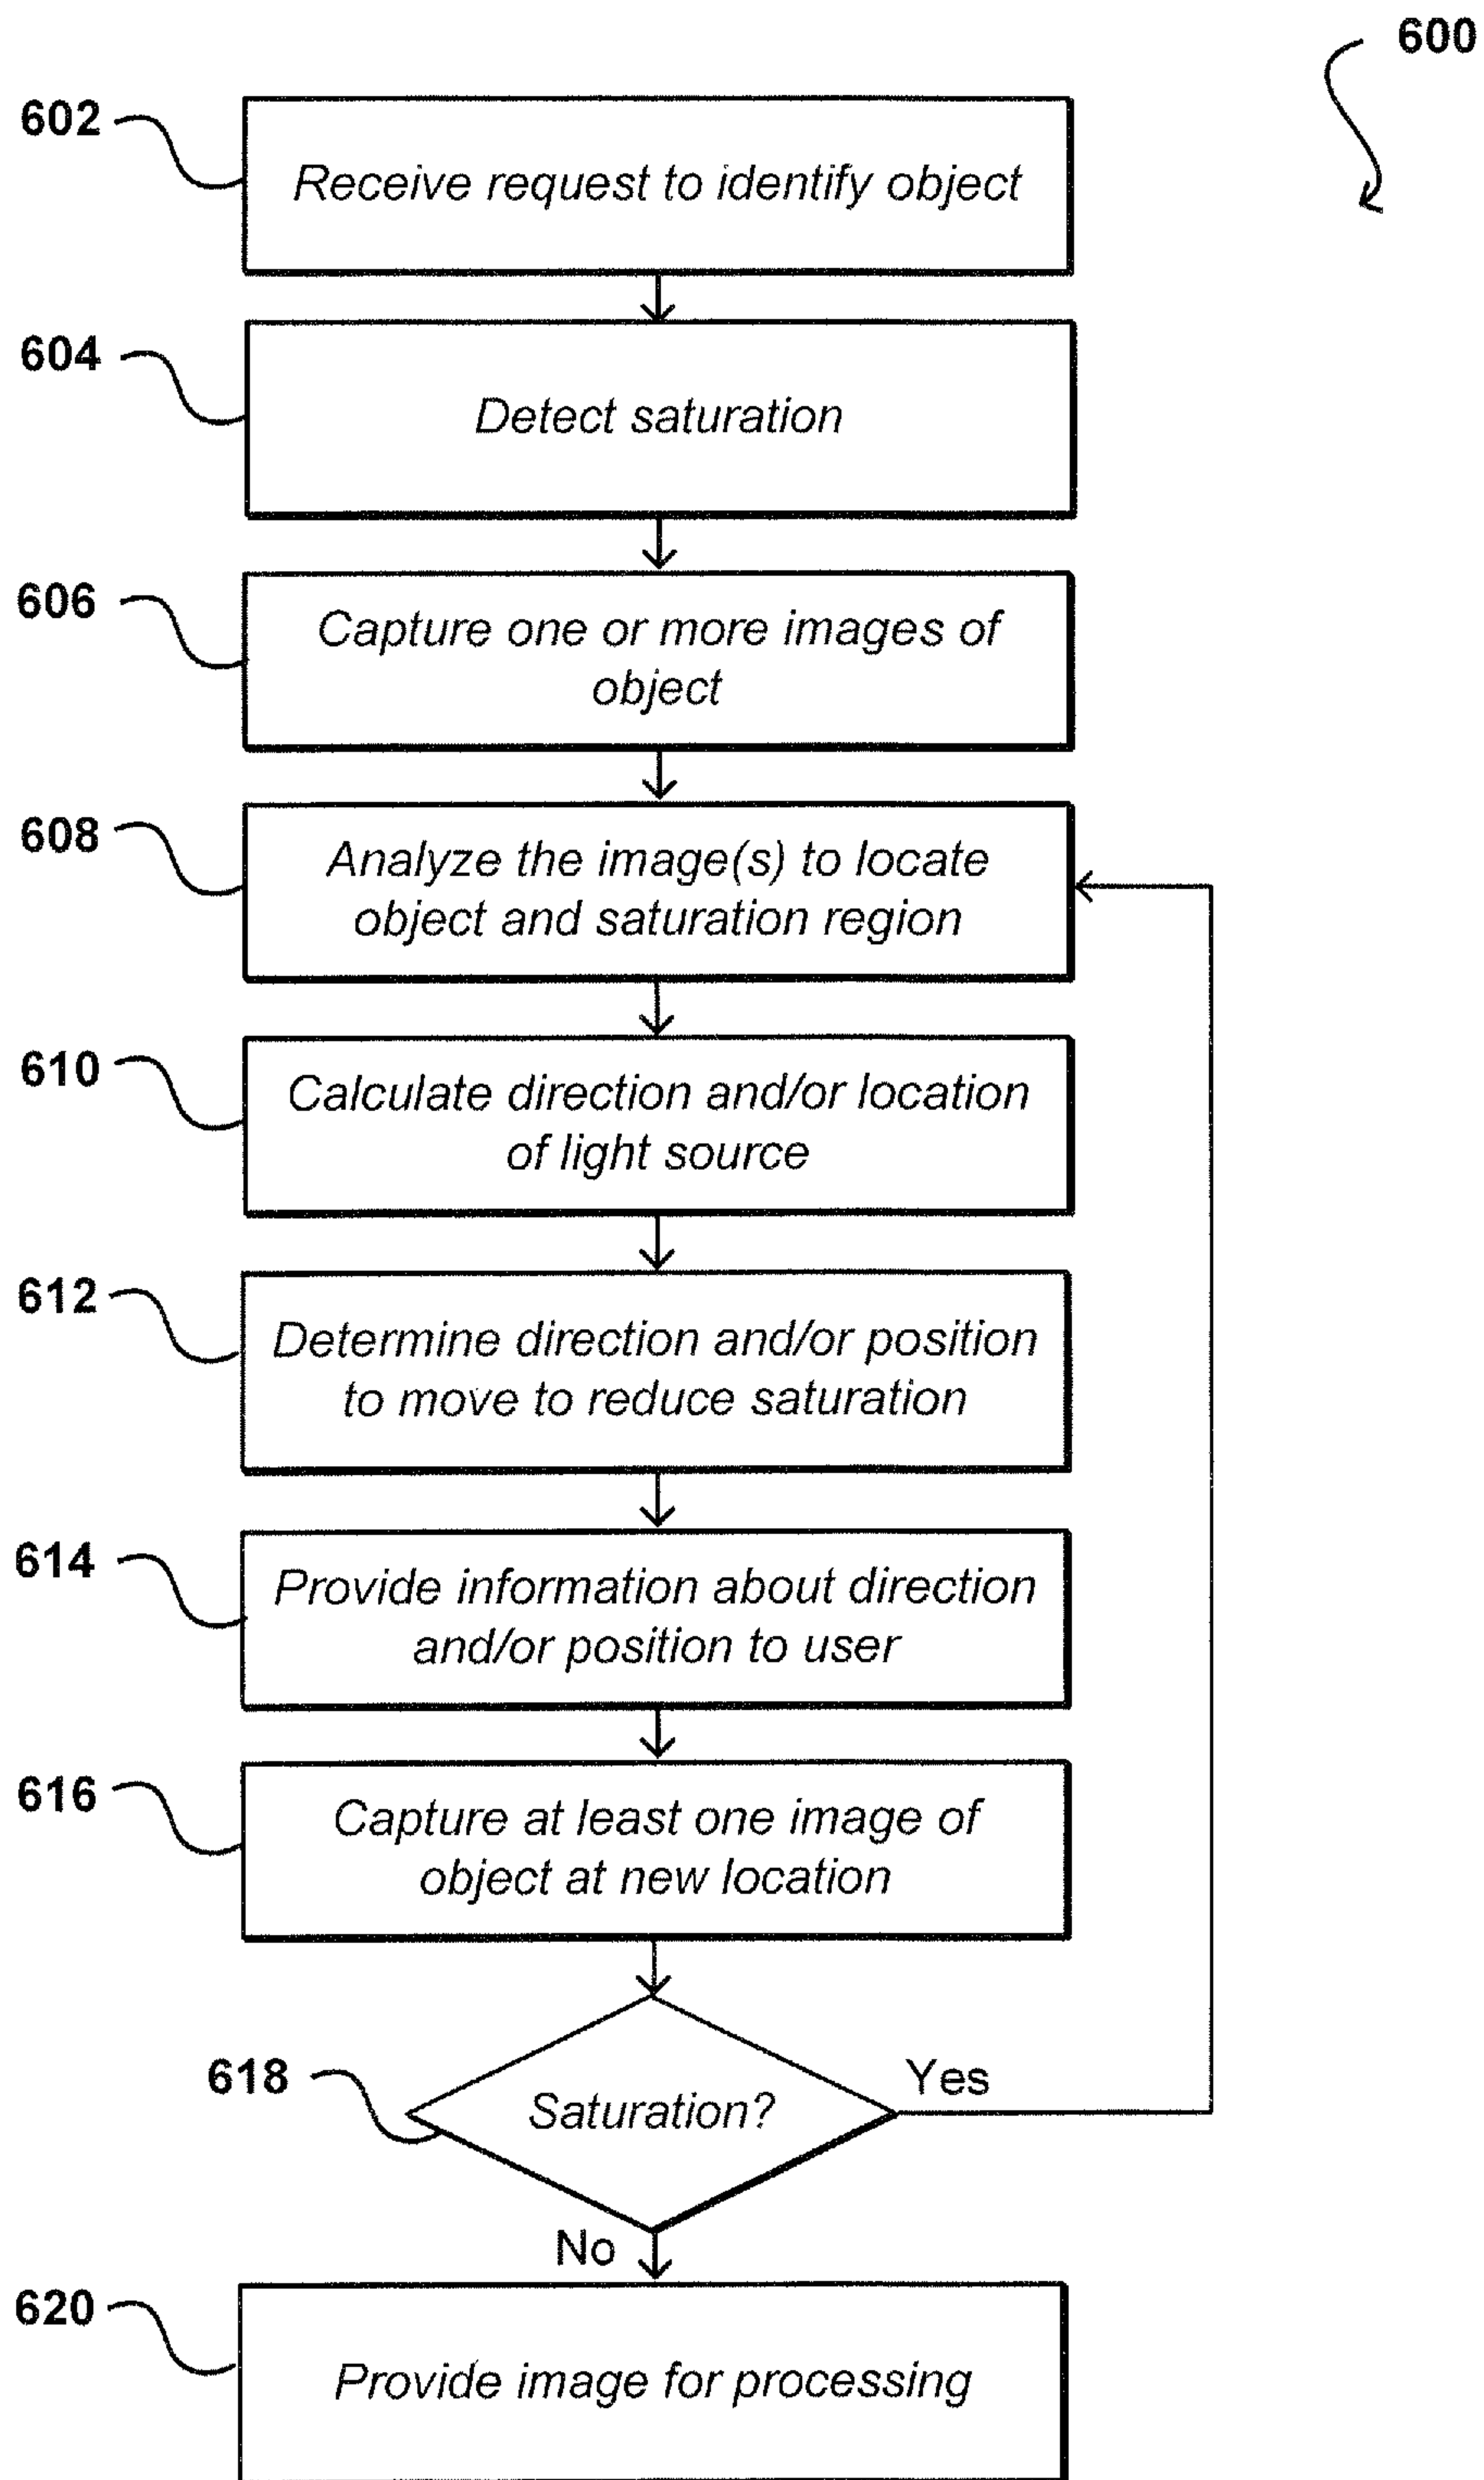 600
602
Receive request to identify object
604
Detect saturation
606
Capture one or more images of
object
608
Analyze the image(s) to locate
object and saturation region
610
Calculate direction and/or location
of light source
612
Determine direction and/or position
to move to reduce saturation
614
Provide information about direction
and/or position to user
616
Capture at least one image of
object at new location
618
Saturation?
Yes
No
620
Provide image for processing